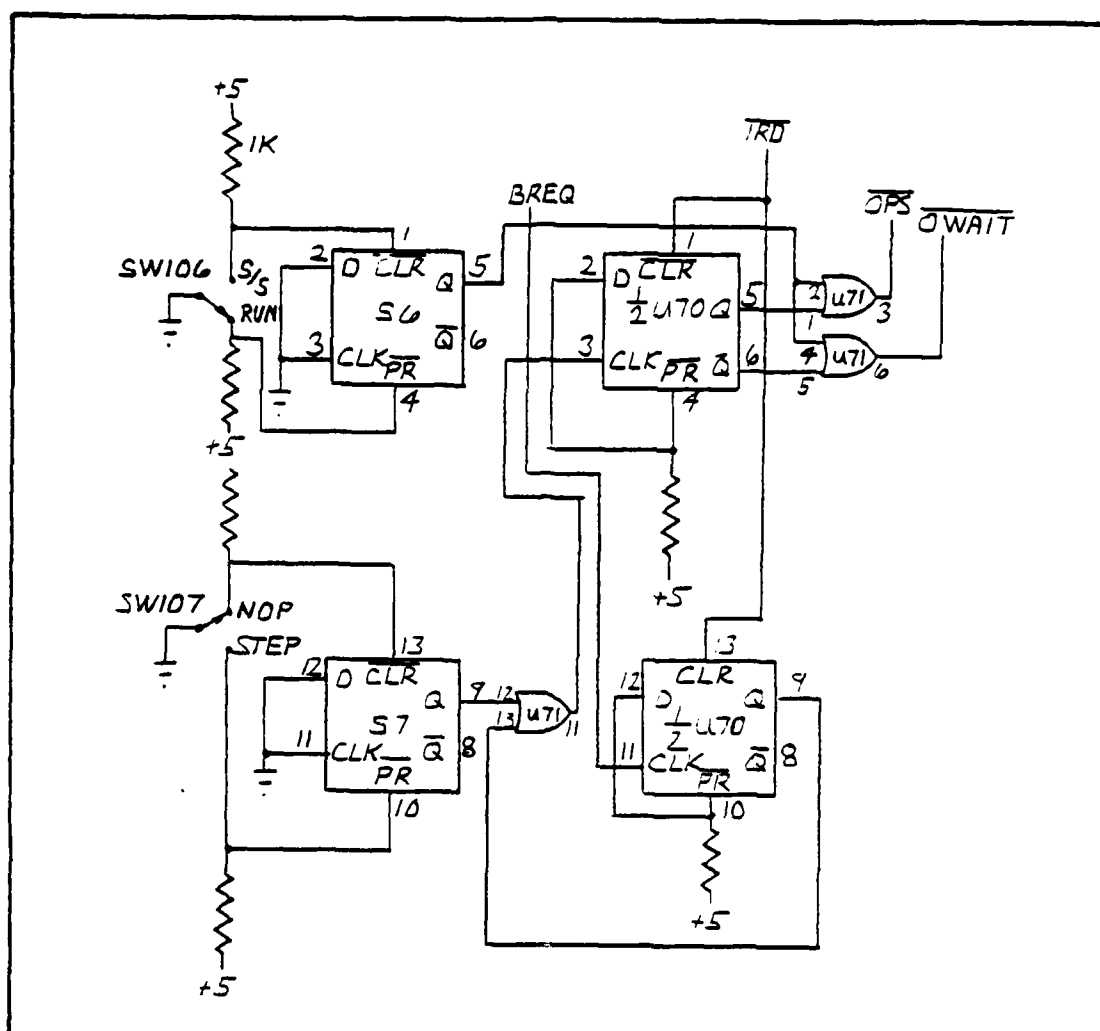 +5
1K
S/S
SW106
RUN
+5
2
D
CLR
1
S6
Q
5
Q
6
3
CLK
PR
4
BREQ
IRD
2
D
CLR
1
1/2 U70
Q
5
3
CLK
PR
4
Q
6
2
1
U71
3
4
5
U71
6
OPS
OWAIT
+5
SW107
NOP
STEP
12
D
CLR
13
S7
Q
9
11
CLK
PR
10
Q
8
12
13
U71
11
+5
12
D
CLR
13
1/2 U70
Q
9
11
CLK
PR
10
Q
8
+5